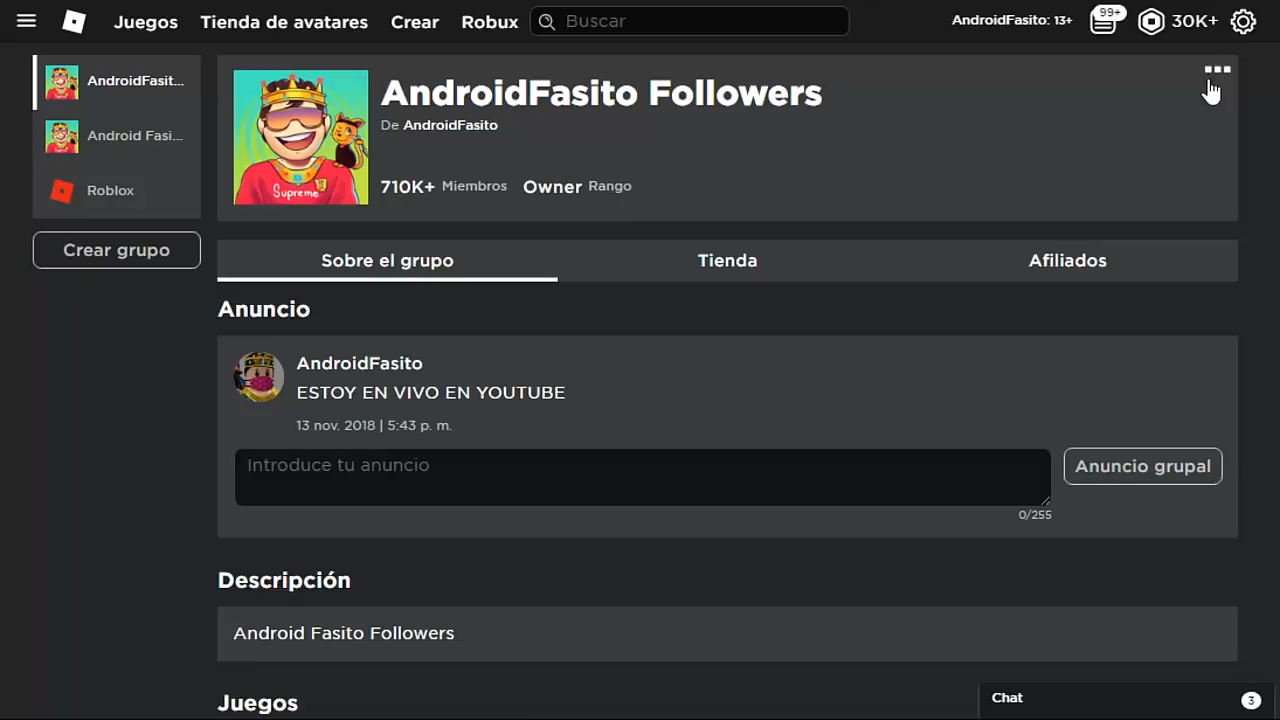 Juegos Tienda de avatares Crear Robux Buscar AndroidFasito: 13+ 99+ 30K+
AndroidFasit...
Android Fasi...
Roblox
Crear grupo
Supreme
AndroidFasito Followers
De AndroidFasito
710K+ Miembros Owner Rango
Sobre el grupo Tienda Afiliados
Anuncio
AndroidFasito
ESTOY EN VIVO EN YOUTUBE
13 nov. 2018 | 5:43 p. m.
Introduce tu anuncio
Anuncio grupal
0/255
Descripción
Android Fasito Followers
Juegos
Chat 3